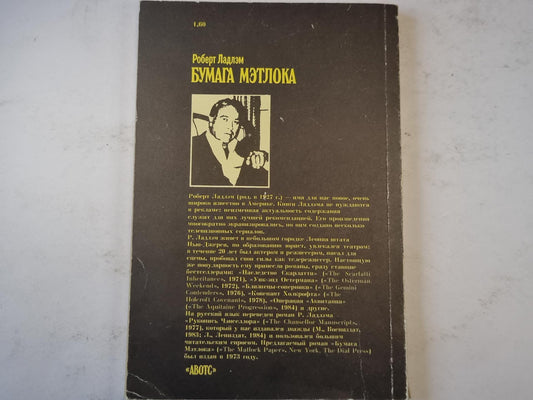 1,60
Роберт Ладлэм
БУМАГА МЭТЛОКА
Роберт Ладлэм (род. в 1927 г.) — имя для нас новое, очень
широко известно в Америке. Книги Ладлэма не нуждаются
в рекламе: неизменная актуальность содержания
служит для них лучшей рекомендацией. Его произведения
многократно экранизировались, по ним создано несколько
телевизионных сериалов.
Р. Ладлэм живет в небольшом городке Леония штата
Нью-Джерси, по образованию юрист, увлекался театром:
в течение 20 лет был актером и режиссером, писал для
сцены, пробовал свои силы как телережиссер. Настоящую
же популярность ему принесли романы, сразу ставшие
бестселлерами: «Наследство Скарлатти» («The Scarlatti
Inheritance», 1971), «Уик-энд Остермана» («The Osterman
Weekend», 1972), «Близнецы-соперники» («The Gemini
Contenders», 1976), «Ковенант Холкрофта» («The
Holcroft Covenant», 1978), «Операция «Аквитания»
(«The Aquitaine Progression», 1984) и другие.
На русский язык переведен роман Р. Ладлэма
«Рукопись Чэнселлора» («The Chancellor Manuscript»,
1977), который у нас издавался дважды (М., Воениздат,
1983; Л., Лениздат, 1984) и пользовался большим
читательским спросом. Предлагаемый роман «Бумага
Мэтлока» («The Matlock Paper», New York, The Dial Press)
был издан в 1973 году.
«АВОТС»